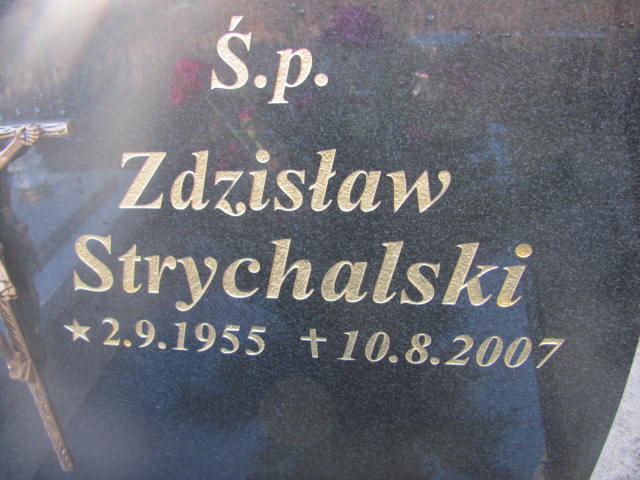 Ś.p.
Zdzisław
Strychalski
★ 2.9.1955 ✝ 10.8.2007